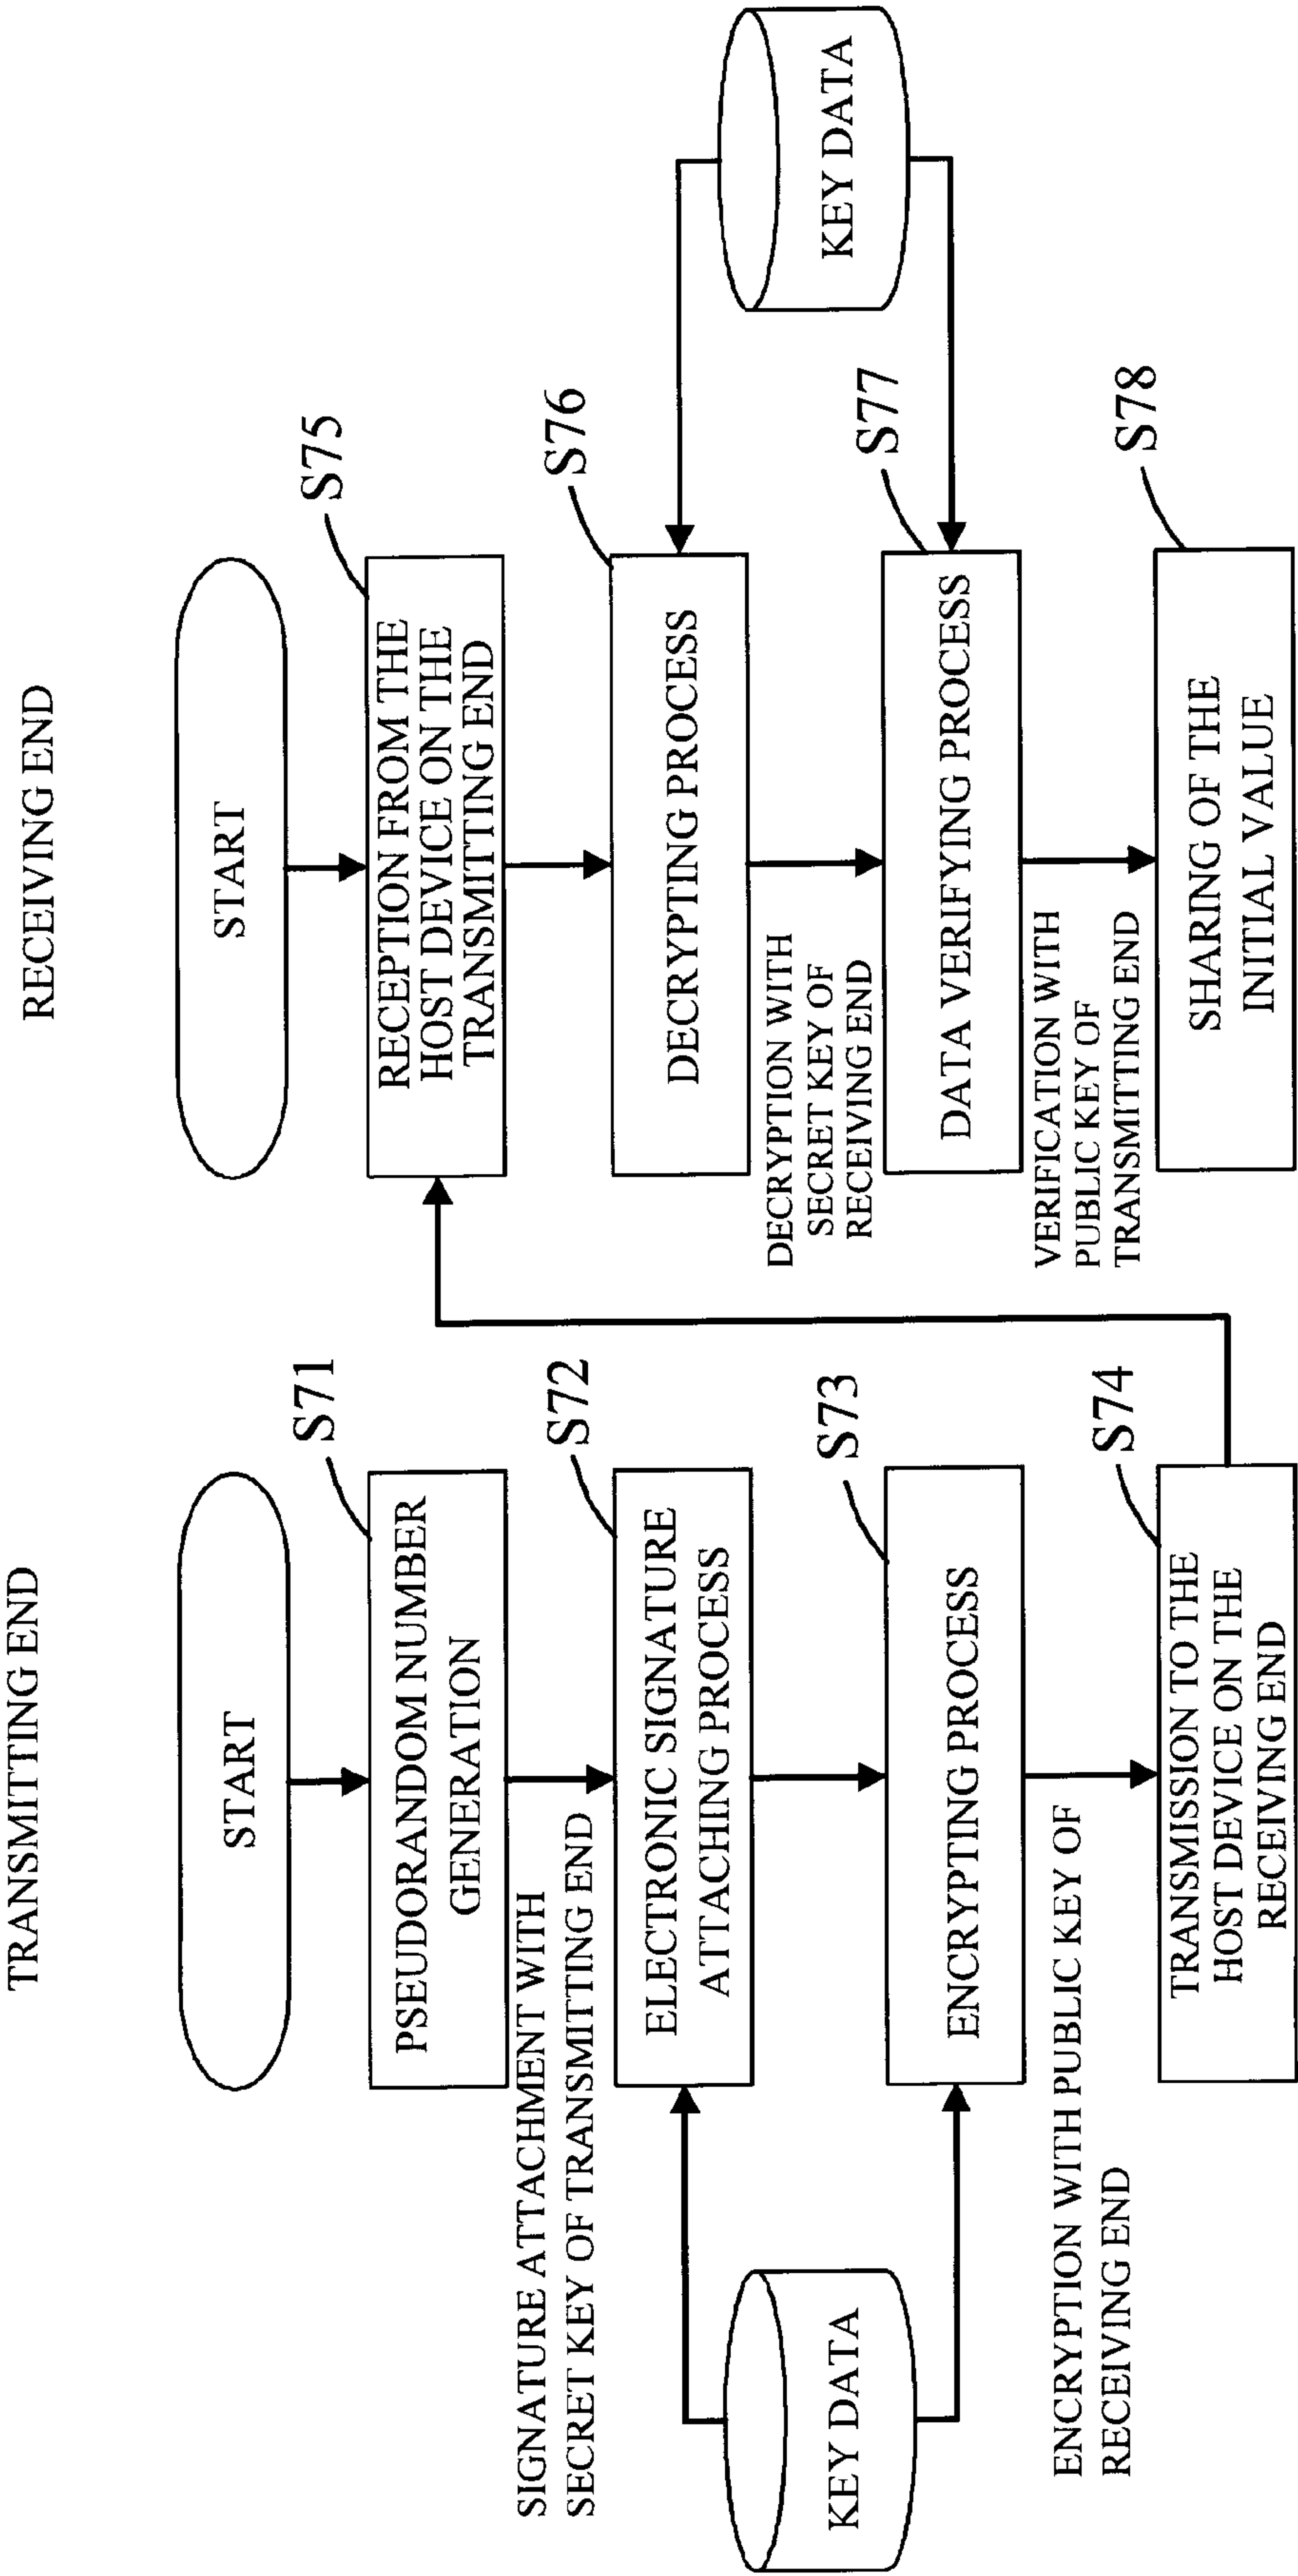 TRANSMITTING END
START
S71
PSEUDORANDOM NUMBER
GENERATION
SIGNATURE ATTACHMENT WITH
SECRET KEY OF TRANSMITTING END
S72
ELECTRONIC SIGNATURE
ATTACHING PROCESS
KEY DATA
S73
ENCRYPTING PROCESS
ENCRYPTION WITH PUBLIC KEY OF
RECEIVING END
S74
TRANSMISSION TO THE
HOST DEVICE ON THE
RECEIVING END
RECEIVING END
START
S75
RECEPTION FROM THE
HOST DEVICE ON THE
TRANSMITTING END
S76
DECRYPTING PROCESS
KEY DATA
DECRYPTION WITH
SECRET KEY OF
RECEIVING END
S77
DATA VERIFYING PROCESS
VERIFICATION WITH
PUBLIC KEY OF
TRANSMITTING END
S78
SHARING OF THE
INITIAL VALUE